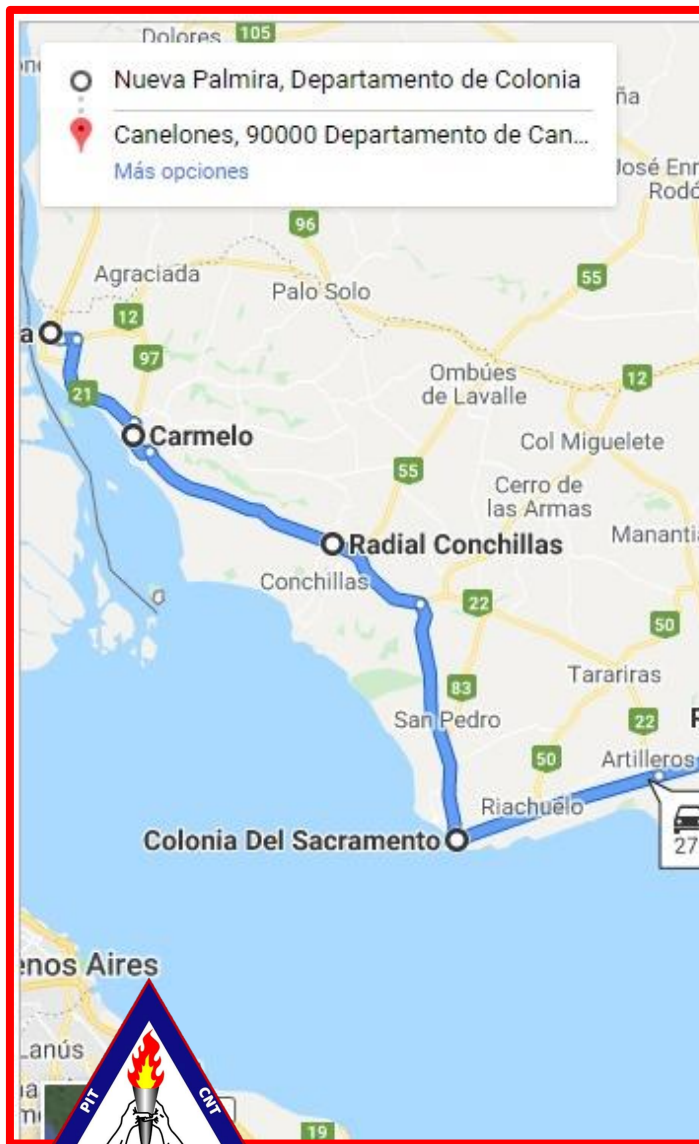 Dolores 105
Nueva Palmira, Departamento de Colonia
Canelones, 90000 Departamento de Can...
Más opciones
ña
José Enr
Rodó
96
Agraciada
Palo Solo
55
a
12
97
Ombúes
de Lavalle
12
21
Carmelo
Col Miguelete
55
Cerro de
las Armas
Radial Conchillas
Manantia
Conchillas
22
50
Tarariras
83
San Pedro
22
R
50
Artilleros
Riachuelo
Colonia Del Sacramento
27
enos Aires
Lanús
PIT
CNT
19